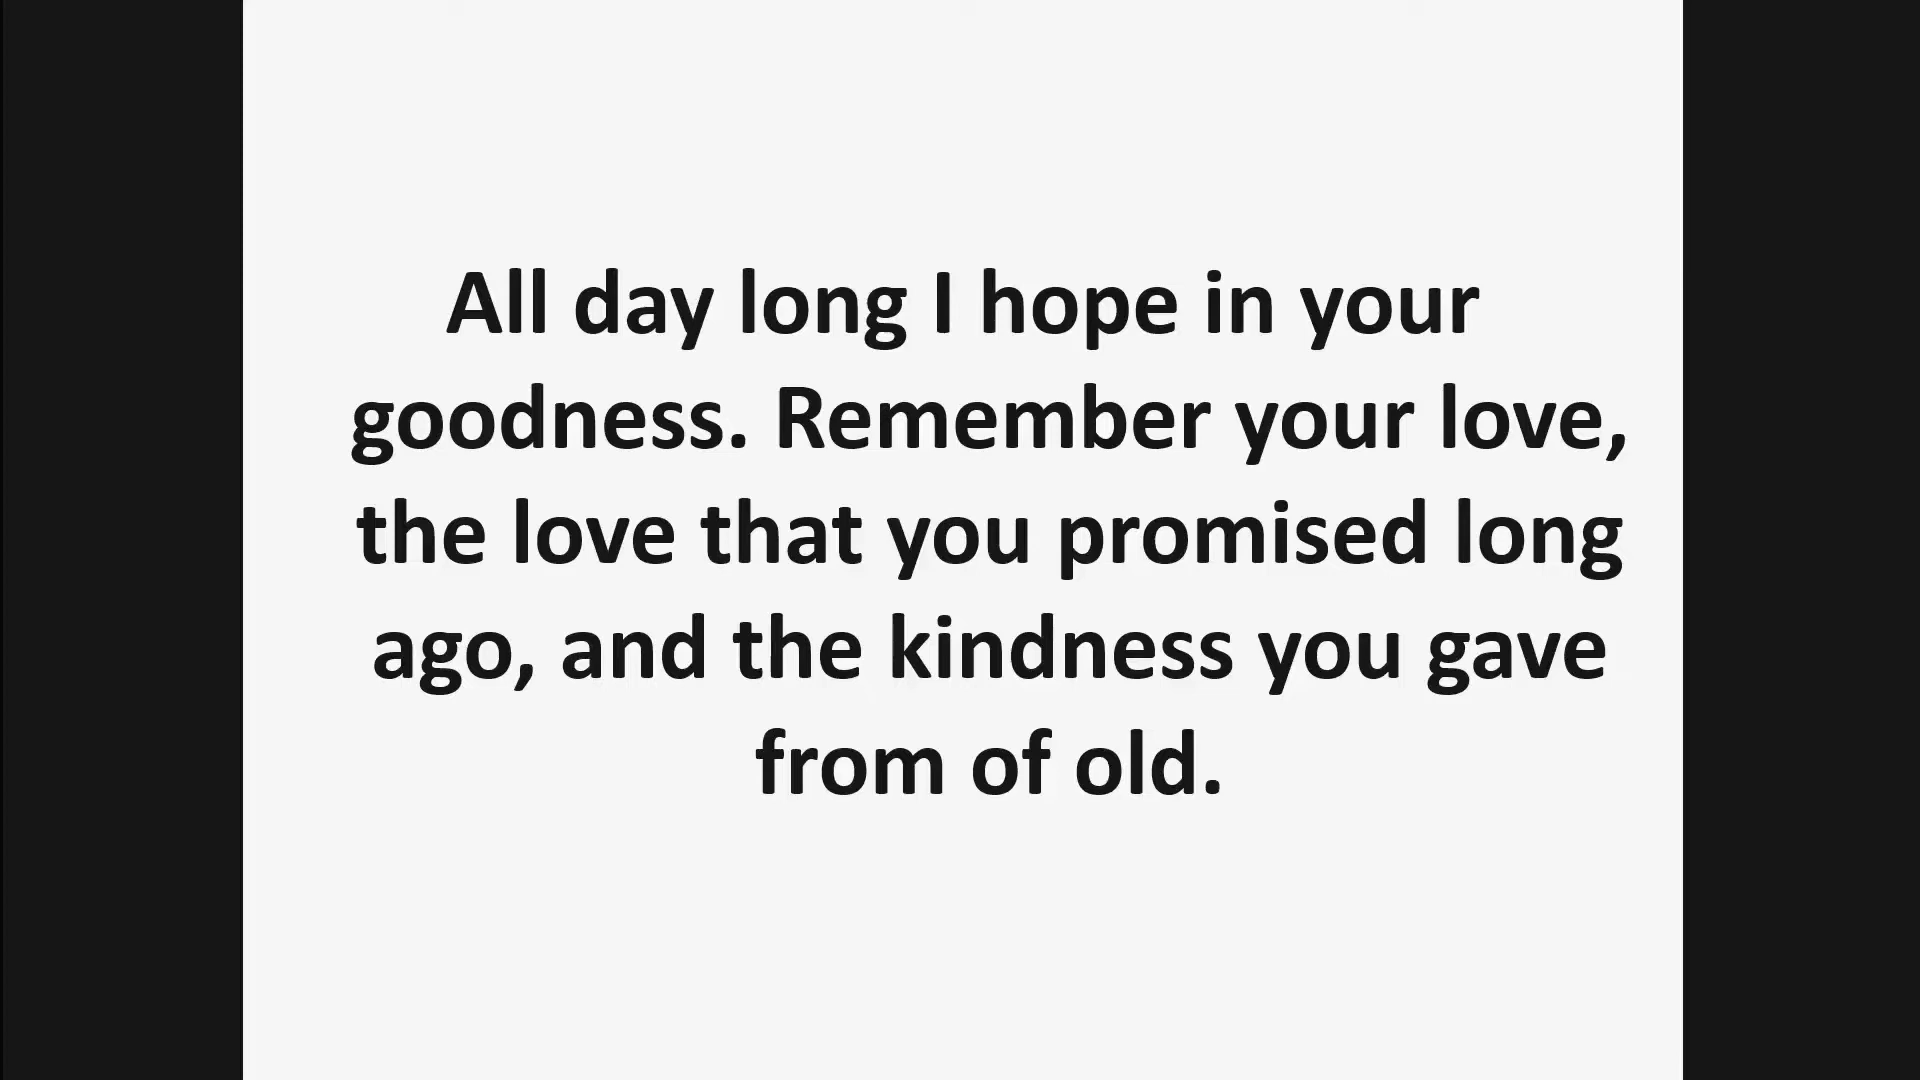 All day long I hope in your
goodness. Remember your love,
the love that you promised long
ago, and the kindness you gave
from of old.